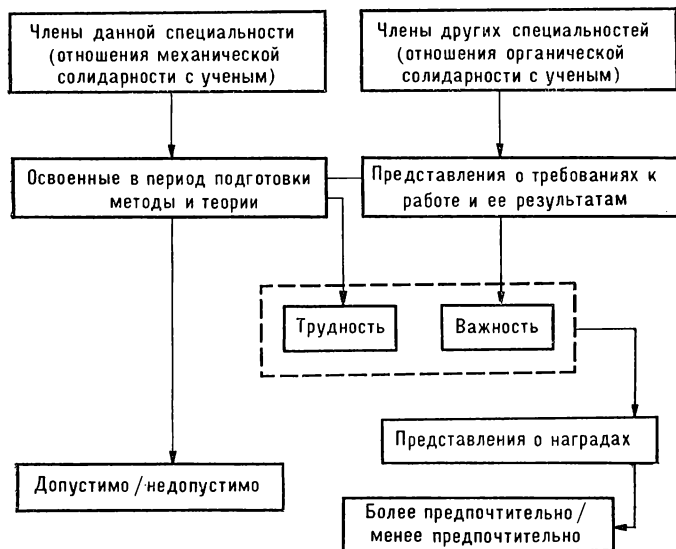 Члены данной специальности
(отношения механической
солидарности с ученым)
Члены других специальностей
(отношения органической
солидарности с ученым)
Освоенные в период подготовки
методы и теории
Представления о требованиях к
работе и ее результатам
Трудность
Важность
Представления о наградах
Допустимо/недопустимо
Более предпочтительно/
менее предпочтительно